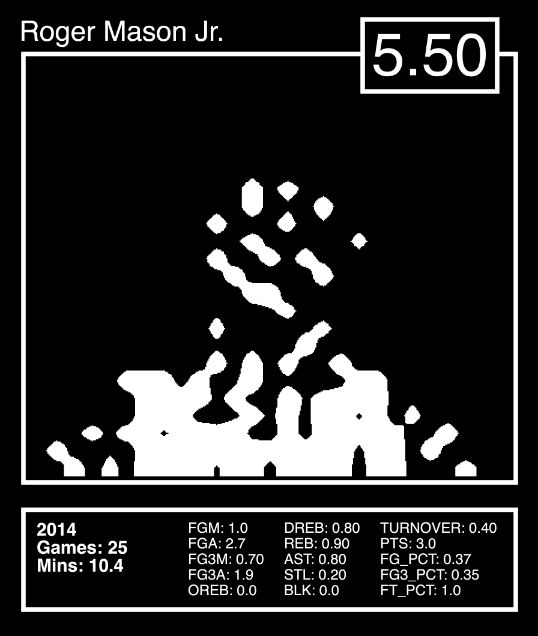 Roger Mason Jr.
5.50
2014
Games: 25
Mins: 10.4
FGM: 1.0
FGA: 2.7
FG3M: 0.70
FG3A: 1.9
OREB: 0.0
DREB: 0.80
REB: 0.90
AST: 0.80
STL: 0.20
BLK: 0.0
TURNOVER: 0.40
PTS: 3.0
FG_PCT: 0.37
FG3_PCT: 0.35
FT_PCT: 1.0